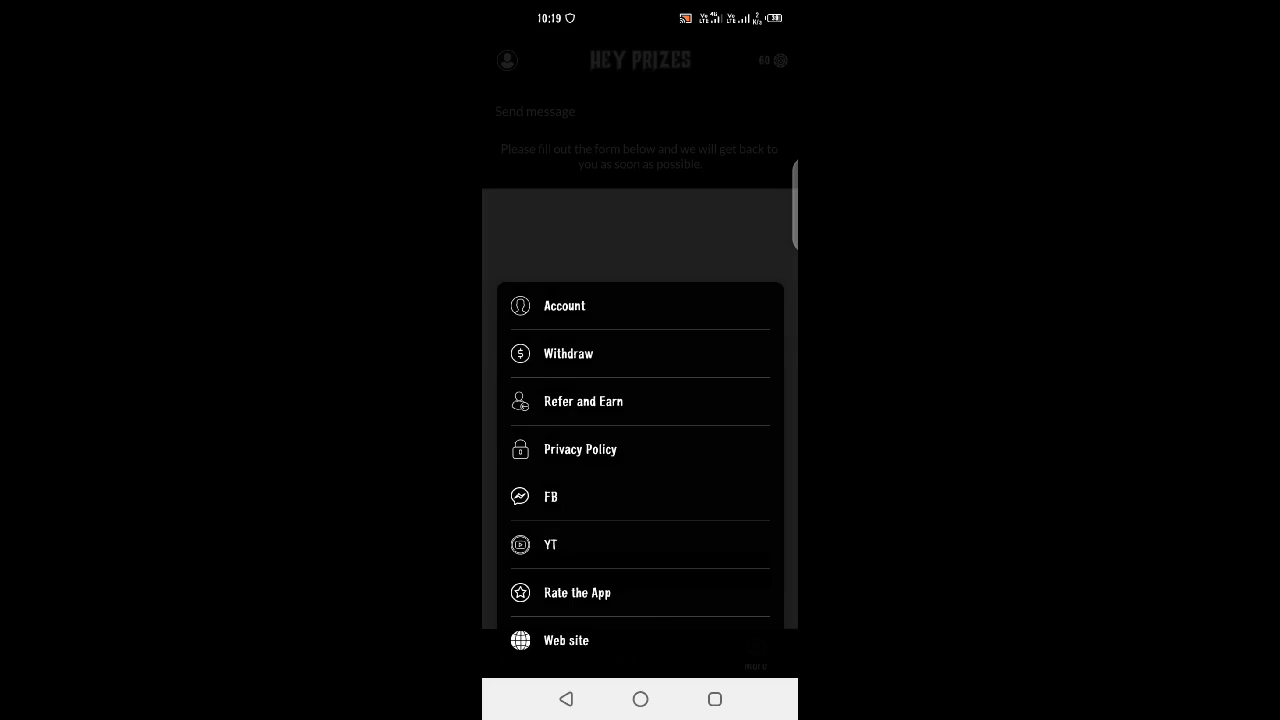 10:19
HEY PRIZES
60
Send message
Please fill out the form below and we will get back to
you as soon as possible.
Account
Withdraw
Refer and Earn
Privacy Policy
FB
YT
Rate the App
Web site
more